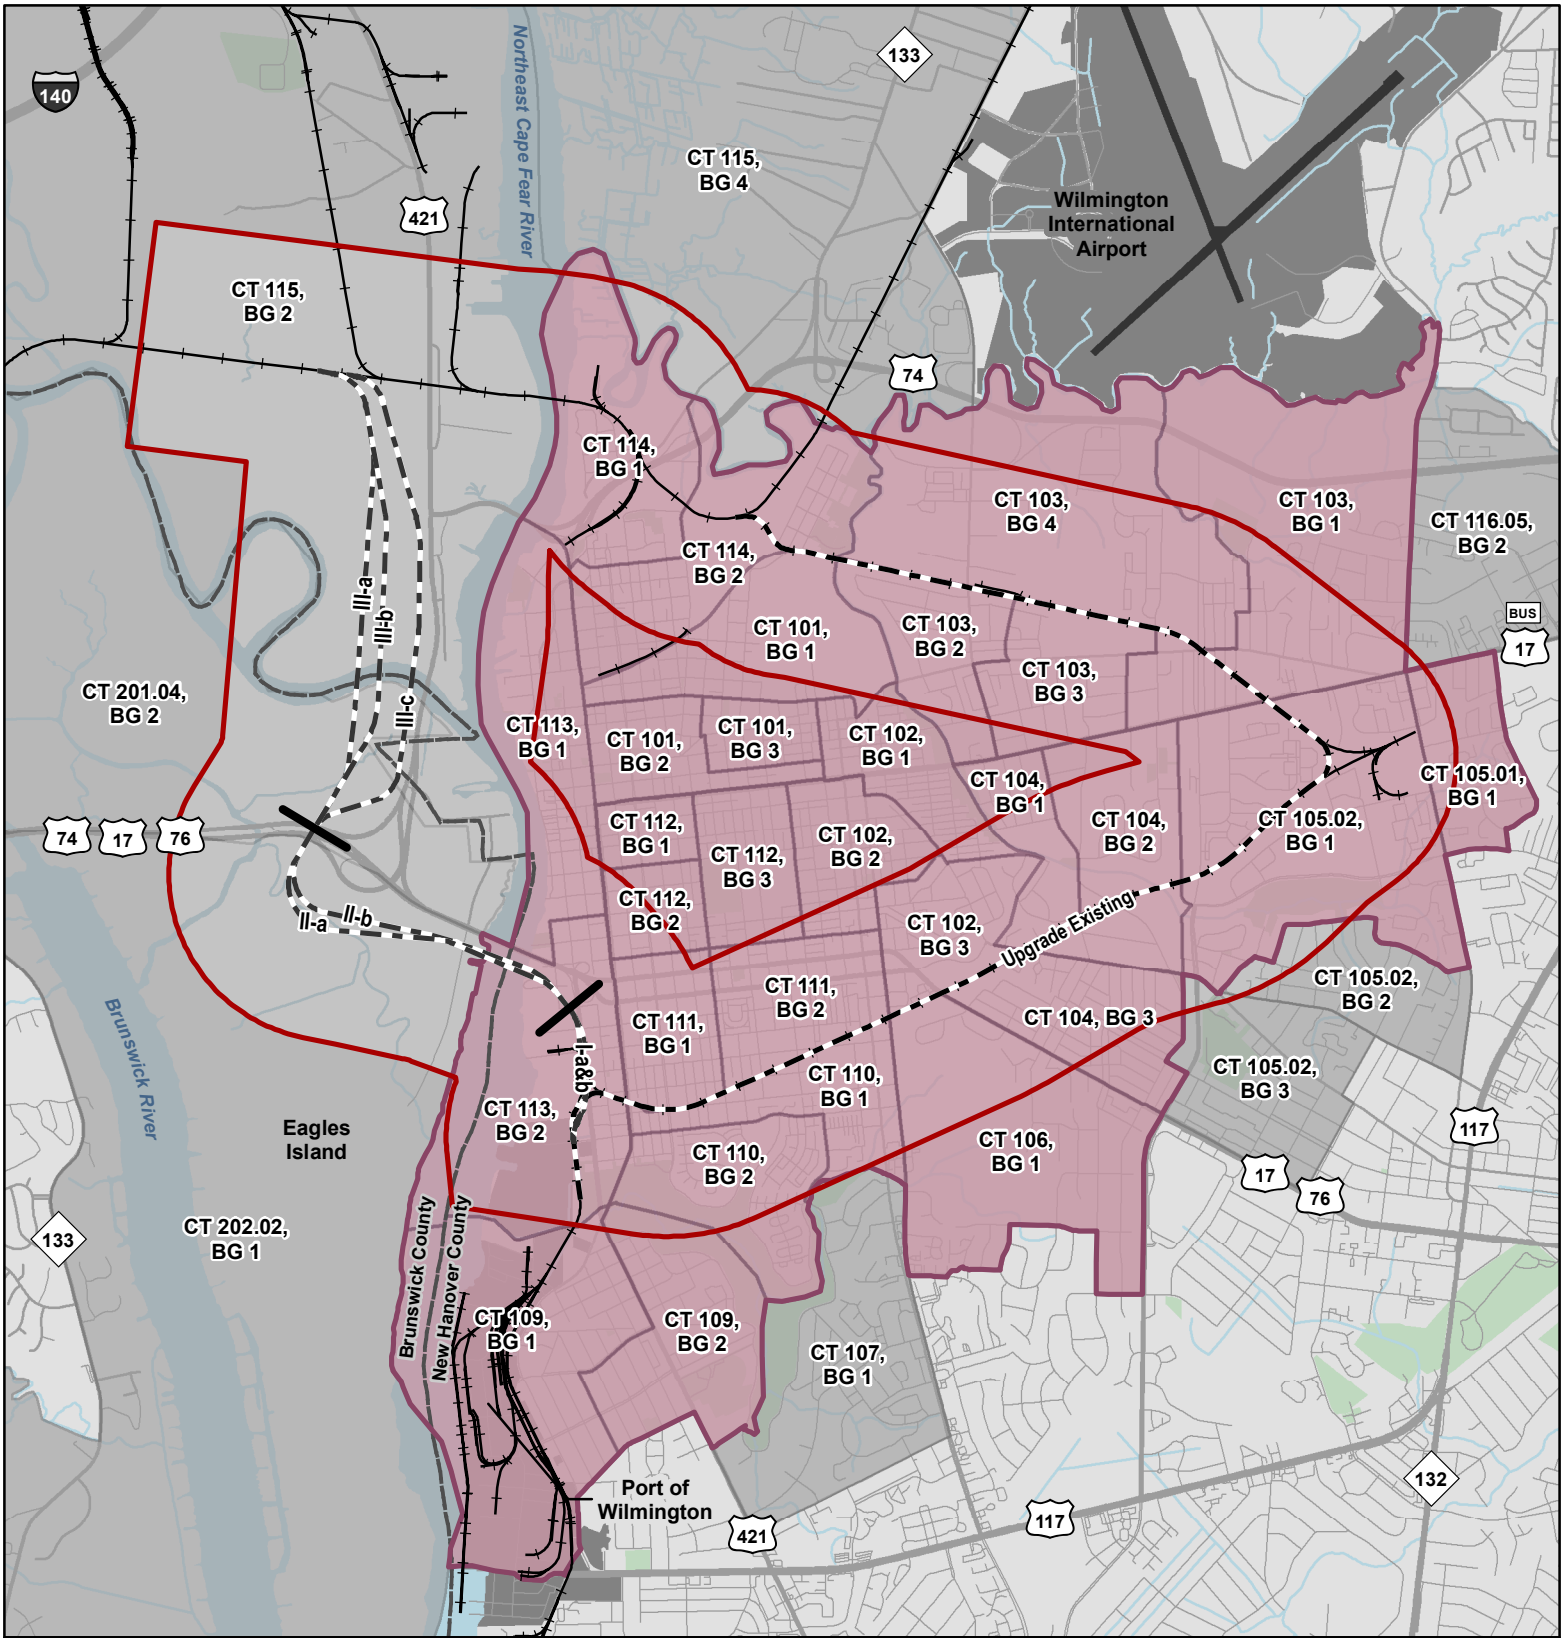 140
Northeast Cape Fear River
133
CT 115,
BG 4
Wilmington
International
Airport
421
CT 115,
BG 2
74
CT 114,
BG 1
CT 103,
BG 4
CT 103,
BG 1
CT 116.05,
BG 2
CT 114,
BG 2
III-a
III-b
III-c
CT 101,
BG 1
CT 103,
BG 2
CT 103,
BG 3
BUS
17
CT 201.04,
BG 2
CT 113,
BG 1
CT 101,
BG 2
CT 101,
BG 3
CT 102,
BG 1
CT 104,
BG 1
CT 105.01,
BG 1
74
17
76
CT 112,
BG 1
CT 112,
BG 3
CT 102,
BG 2
CT 104,
BG 2
CT 105.02,
BG 1
CT 112,
BG 2
II-a
II-b
CT 102,
BG 3
Upgrade Existing
CT 105.02,
BG 2
CT 111,
BG 2
CT 111,
BG 1
CT 104, BG 3
Brunswick River
I-a&b
CT 110,
BG 1
CT 105.02,
BG 3
Eagles
Island
CT 113,
BG 2
117
CT 110,
BG 2
CT 106,
BG 1
17
76
133
CT 202.02,
BG 1
Brunswick County
New Hanover County
CT 109,
BG 1
CT 109,
BG 2
CT 107,
BG 1
Port of
Wilmington
132
421
117